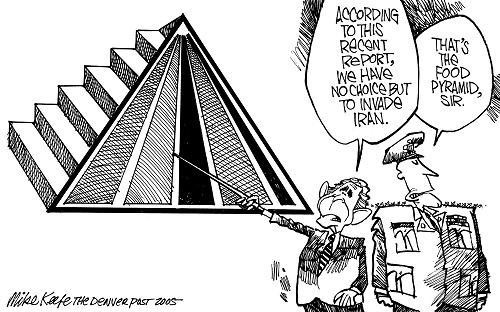 ACCORDING
TO THIS
RECENT
REPORT,
WE HAVE
NO CHOICE BUT
TO INVADE
IRAN.
THAT'S
THE
FOOD
PYRAMID,
SIR.
Mike Keefe THE DENVER POST 2005